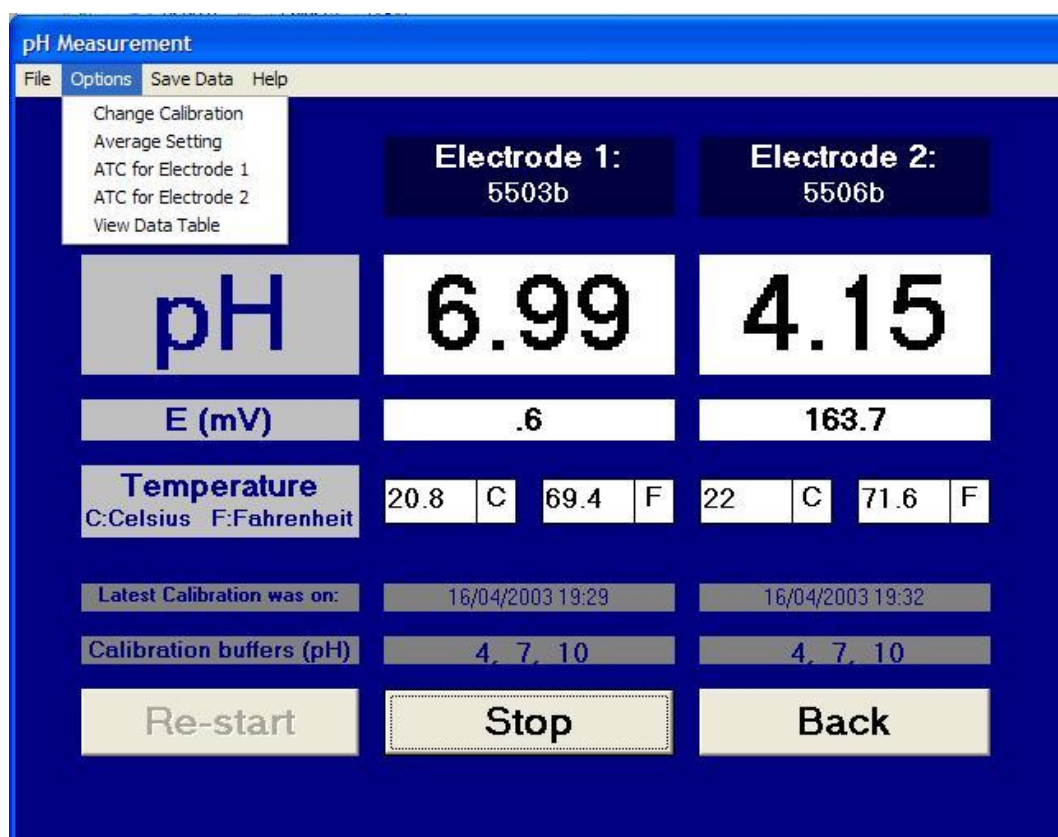 pH Measurement
File Options Save Data Help
Change Calibration
Average Setting
ATC for Electrode 1
ATC for Electrode 2
View Data Table
Electrode 1:
5503b
Electrode 2:
5506b
pH 6.99 4.15
E (mV) .6 163.7
Temperature
C:Celsius F:Fahrenheit
20.8 C 69.4 F 22 C 71.6 F
Latest Calibration was on: 16/04/2003 19:29 16/04/2003 19:32
Calibration buffers (pH) 4, 7, 10 4, 7, 10
Re-start Stop Back